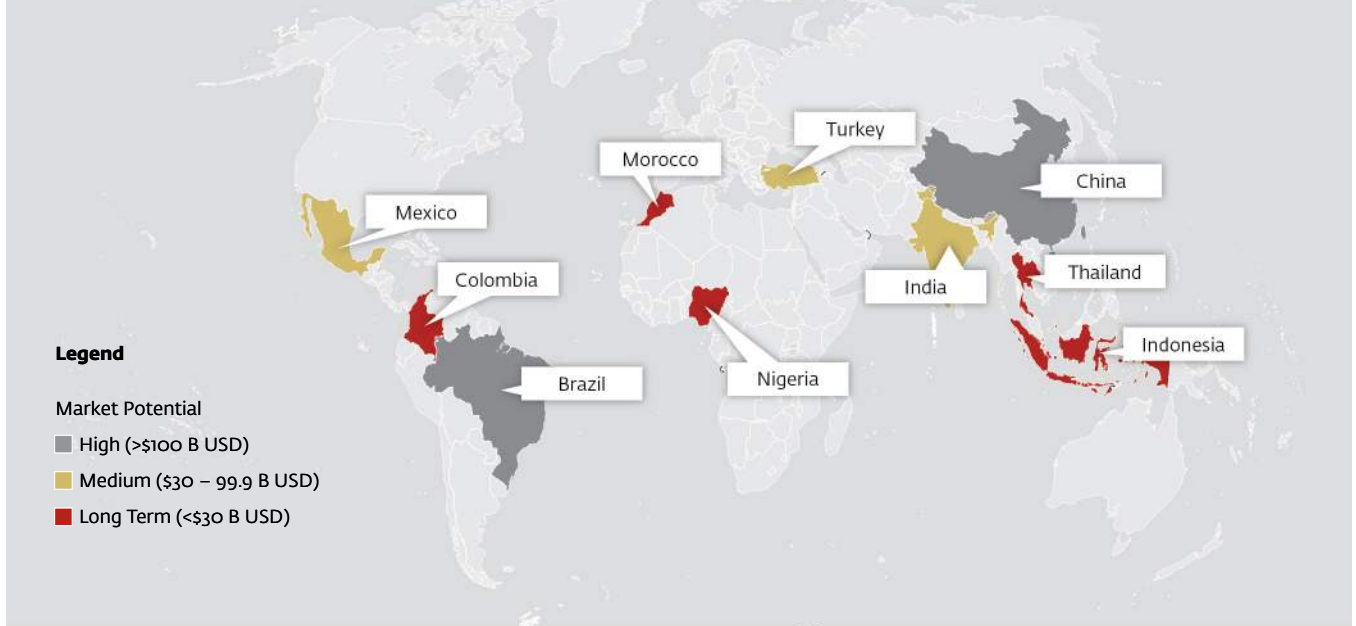 Turkey
Morocco
China
Mexico
Thailand
Colombia
India
Indonesia
Nigeria
Brazil
Legend
Market Potential
High (>$100 B USD)
Medium ($30 – 99.9 B USD)
Long Term (<$30 B USD)